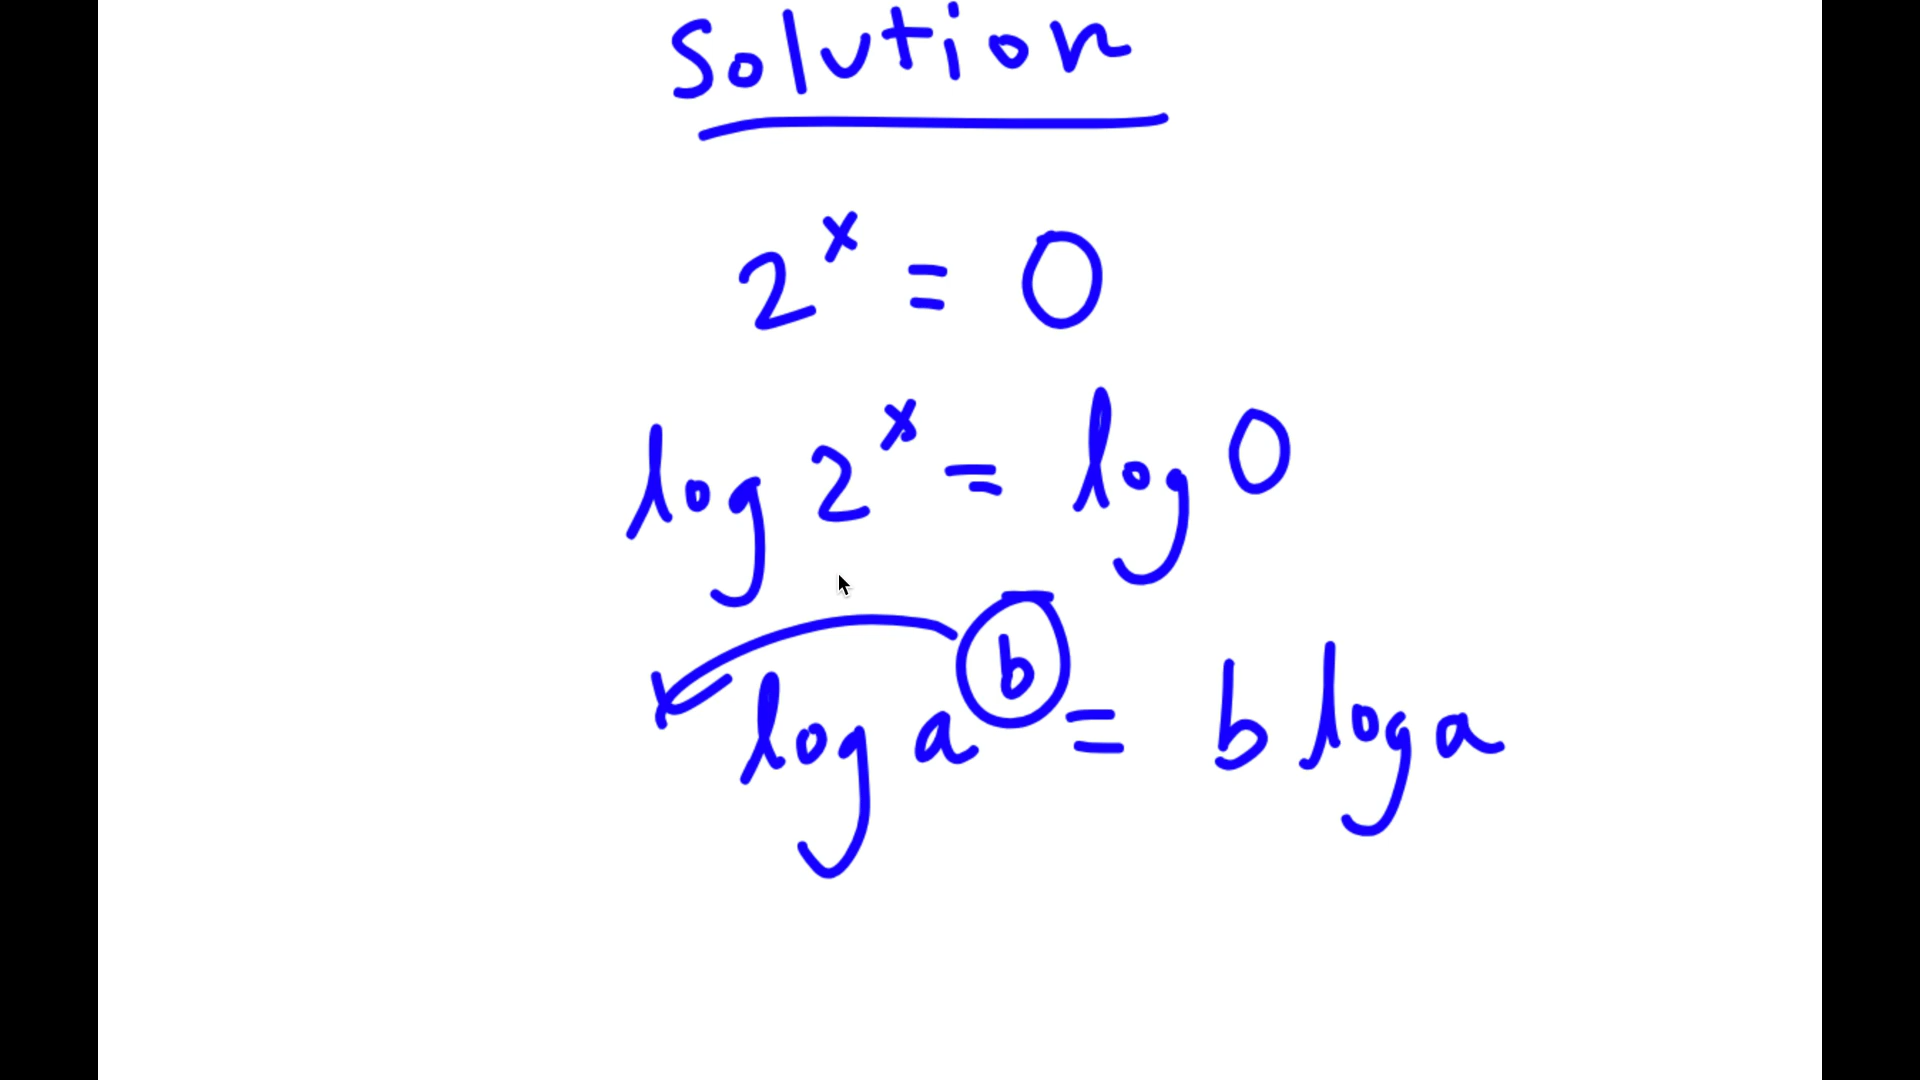 Solution
2^x = 0
log 2^x = log 0
log a^b = b log a